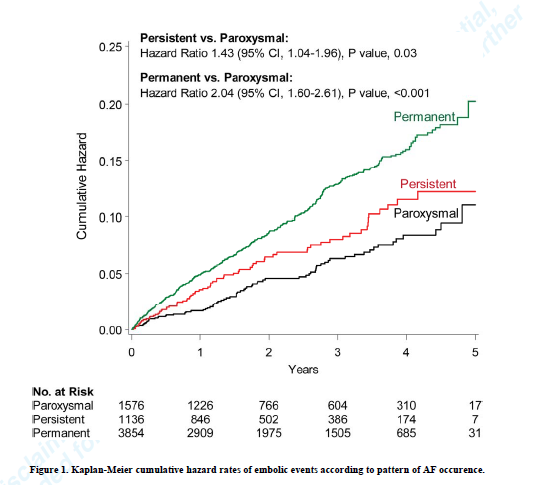 Persistent vs. Paroxysmal:
Hazard Ratio 1.43 (95% CI, 1.04-1.96), P value, 0.03
Permanent vs. Paroxysmal:
Hazard Ratio 2.04 (95% CI, 1.60-2.61), P value, <0.001
0.25
0.20
0.15
0.10
0.05
0.00
Cumulative Hazard
Permanent
Persistent
Paroxysmal
0 1 2 3 4 5
Years
No. at Risk
Paroxysmal 1576 1226 766 604 310 17
Persistent 1136 846 502 386 174 7
Permanent 3854 2909 1975 1505 685 31
Figure 1. Kaplan-Meier cumulative hazard rates of embolic events according to pattern of AF occurence.